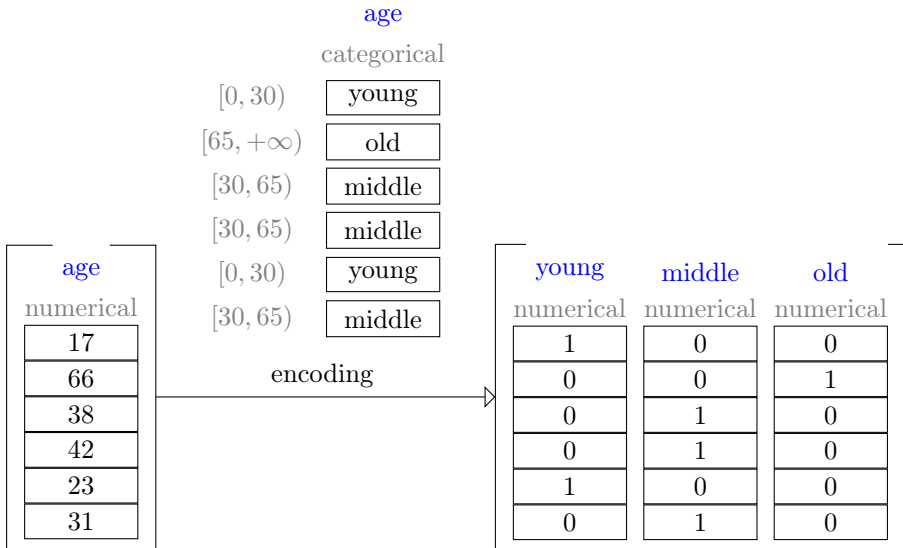 age
categorical
[0, 30) young
[65, +∞) old
[30, 65) middle
[30, 65) middle
[0, 30) young
[30, 65) middle
age
numerical
17
66
38
42
23
31
encoding
young middle old
numerical numerical numerical
1 0 0
0 0 1
0 1 0
0 1 0
1 0 0
0 1 0